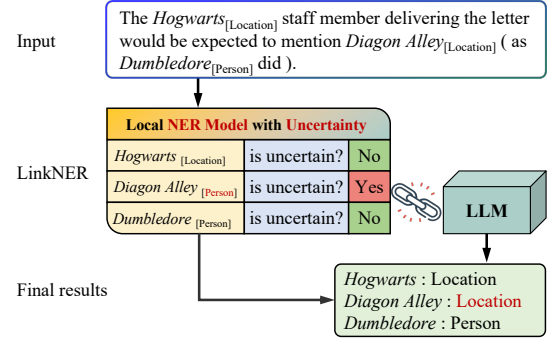 Input
The Hogwarts[Location] staff member delivering the letter
would be expected to mention Diagon Alley[Location] ( as
Dumbledore[Person] did ).
LinkNER
Local NER Model with Uncertainty
Hogwarts [Location] is uncertain? No
Diagon Alley [Person] is uncertain? Yes
Dumbledore [Person] is uncertain? No
LLM
Final results
Hogwarts : Location
Diagon Alley : Location
Dumbledore : Person